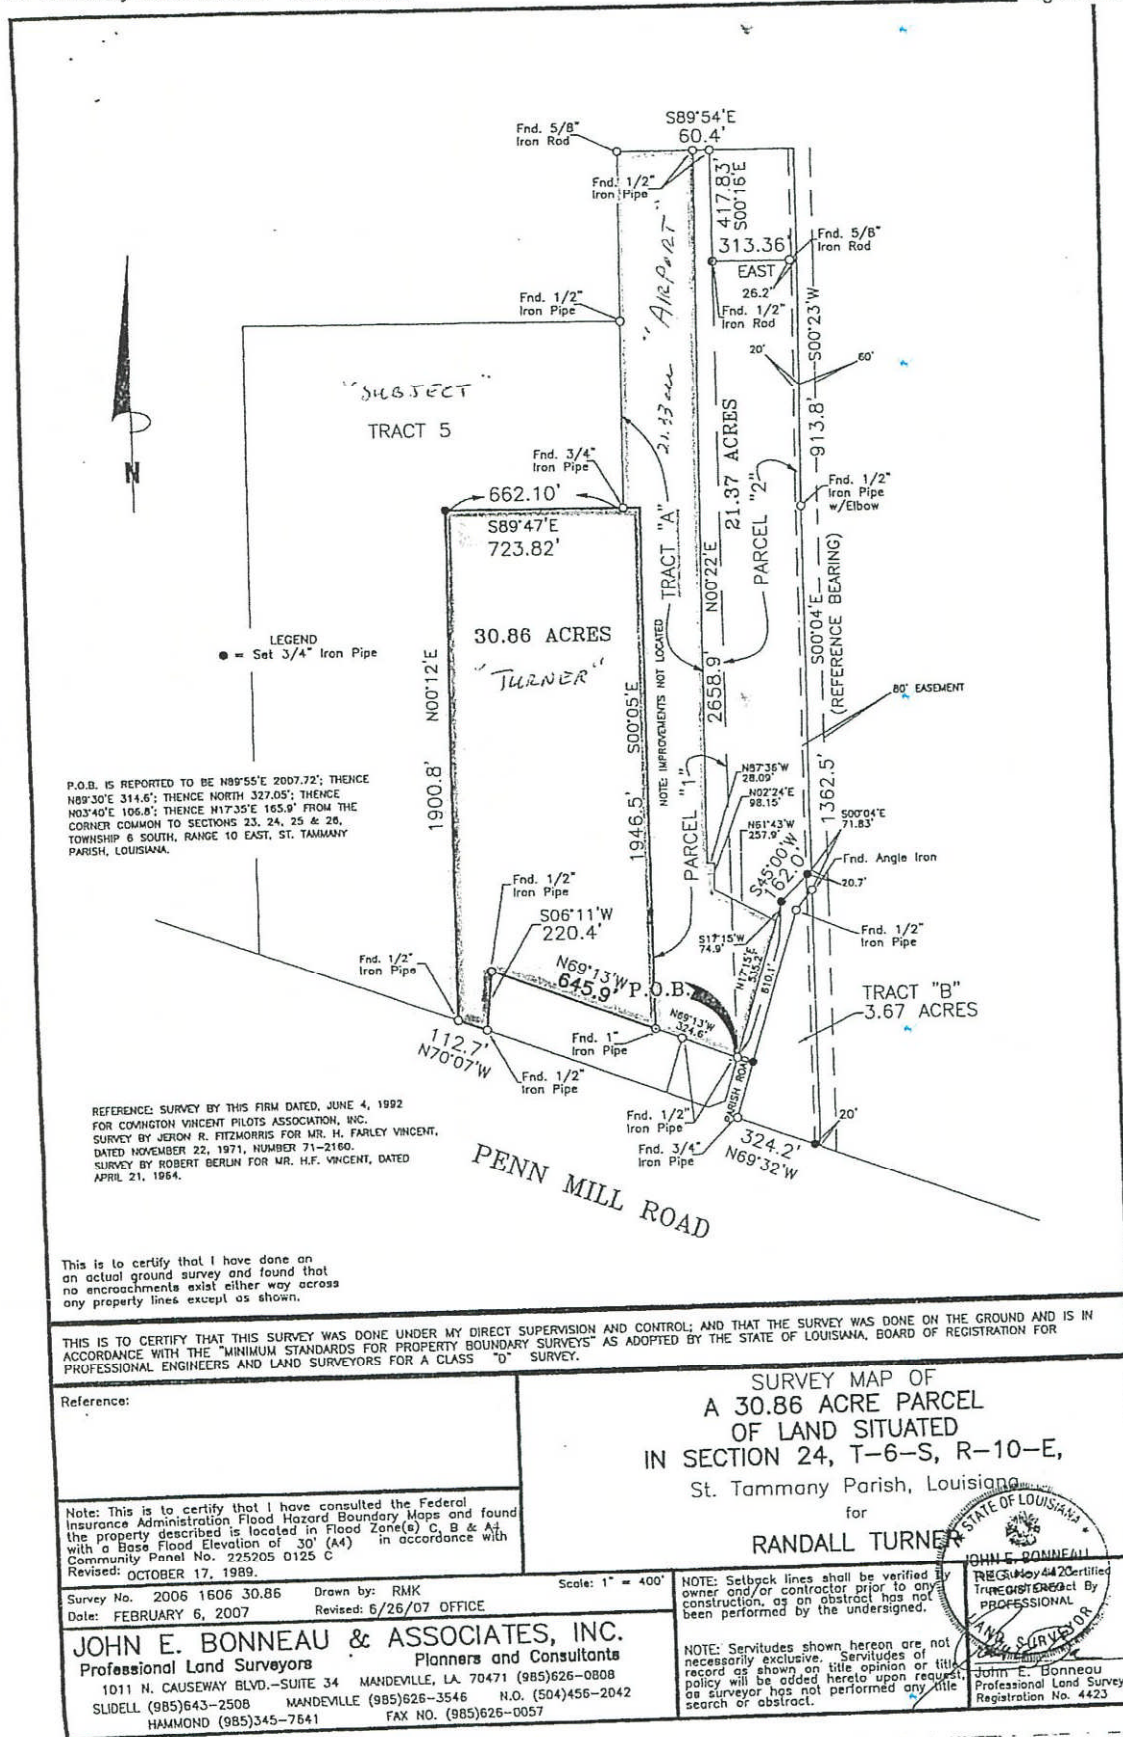 S89°54'E
60.4'
Fnd. 5/8"
Iron Rod
Fnd. 1/2"
Iron Pipe
417.83'
S00°16'E
313.36'
EAST
26.2'
Fnd. 5/8"
Iron Rod
Fnd. 1/2"
Iron Rod
Fnd. 1/2"
Iron Pipe
"AIRPORT"
20'
60'
S00°23'W
913.8'
"SUBJECT"
TRACT 5
21.37 ACRES
Fnd. 3/4"
Iron Pipe
TRACT "A"
PARCEL "2"
Fnd. 1/2"
Iron Pipe
w/Elbow
N
662.10'
S89°47'E
723.82'
N00°22'E
2658.9'
S00°04'E
(REFERENCE BEARING)
30.86 ACRES
"TURNER"
LEGEND
● = Set 3/4" Iron Pipe
NOTE: IMPROVEMENTS NOT LOCATED
80' EASEMENT
N00°12'E
1900.8'
S00°05'E
1946.5'
PARCEL "1"
1362.5'
N87°36'W
28.09'
N02°24'E
98.15'
N61°43'W
257.9'
S45°00'W
162.0'
S00°04'E
71.83'
Fnd. Angle Iron
20.7'
P.O.B. IS REPORTED TO BE N89°55'E 2007.72'; THENCE
N89°30'E 314.6'; THENCE NORTH 327.05'; THENCE
N03°40'E 106.8'; THENCE N17°35'E 165.9' FROM THE
CORNER COMMON TO SECTIONS 23, 24, 25 & 26,
TOWNSHIP 6 SOUTH, RANGE 10 EAST, ST. TAMMANY
PARISH, LOUISIANA.
Fnd. 1/2"
Iron Pipe
S06°11'W
220.4'
S17°15'W
74.9'
Fnd. 1/2"
Iron Pipe
Fnd. 1/2"
Iron Pipe
N69°13'W
645.9'
P.O.B.
N17°15'E
535.2'
610.1'
TRACT "B"
3.67 ACRES
N69°13'W
324.6'
112.7'
N70°07'W
Fnd. 1"
Iron Pipe
Fnd. 1/2"
Iron Pipe
PARISH ROAD
Fnd. 1/2"
Iron Pipe
Fnd. 3/4"
Iron Pipe
20'
324.2'
N69°32'W
PENN MILL ROAD
REFERENCE: SURVEY BY THIS FIRM DATED, JUNE 4, 1992
FOR COVINGTON VINCENT PILOTS ASSOCIATION, INC.
SURVEY BY JERON R. FITZMORRIS FOR MR. H. FARLEY VINCENT,
DATED NOVEMBER 22, 1971, NUMBER 71-2160.
SURVEY BY ROBERT BERLIN FOR MR. H.F. VINCENT, DATED
APRIL 21, 1964.
This is to certify that I have done an
an actual ground survey and found that
no encroachments exist either way across
any property lines except as shown.
THIS IS TO CERTIFY THAT THIS SURVEY WAS DONE UNDER MY DIRECT SUPERVISION AND CONTROL; AND THAT THE SURVEY WAS DONE ON THE GROUND AND IS IN
ACCORDANCE WITH THE "MINIMUM STANDARDS FOR PROPERTY BOUNDARY SURVEYS" AS ADOPTED BY THE STATE OF LOUISIANA, BOARD OF REGISTRATION FOR
PROFESSIONAL ENGINEERS AND LAND SURVEYORS FOR A CLASS "D" SURVEY.
Reference:
SURVEY MAP OF
A 30.86 ACRE PARCEL
OF LAND SITUATED
IN SECTION 24, T-6-S, R-10-E,
St. Tammany Parish, Louisiana
for
RANDALL TURNER
Note: This is to certify that I have consulted the Federal
Insurance Administration Flood Hazard Boundary Maps and found
the property described is located in Flood Zone(s) C, B & A4
with a Base Flood Elevation of 30' (A4) in accordance with
Community Panel No. 225205 0125 C
Revised: OCTOBER 17, 1989.
Survey No. 2006 1606 30.86 Drawn by: RMK Scale: 1" = 400'
Date: FEBRUARY 6, 2007 Revised: 6/26/07 OFFICE
JOHN E. BONNEAU & ASSOCIATES, INC.
Professional Land Surveyors Planners and Consultants
1011 N. CAUSEWAY BLVD.-SUITE 34 MANDEVILLE, LA. 70471 (985)626-0808
SLIDELL (985)643-2508 MANDEVILLE (985)626-3546 N.O. (504)456-2042
HAMMOND (985)345-7641 FAX NO. (985)626-0057
NOTE: Setback lines shall be verified by
owner and/or contractor prior to any
construction, as an abstract has not
been performed by the undersigned.
NOTE: Servitudes shown hereon are not
necessarily exclusive. Servitudes of
record as shown on title opinion or title
policy will be added hereto upon request,
as surveyor has not performed any title
search or abstract.
STATE OF LOUISIANA
JOHN E. BONNEAU
REG. No. 4423
REGISTERED
PROFESSIONAL
LAND SURVEYOR
John E. Bonneau
Professional Land Survey
Registration No. 4423